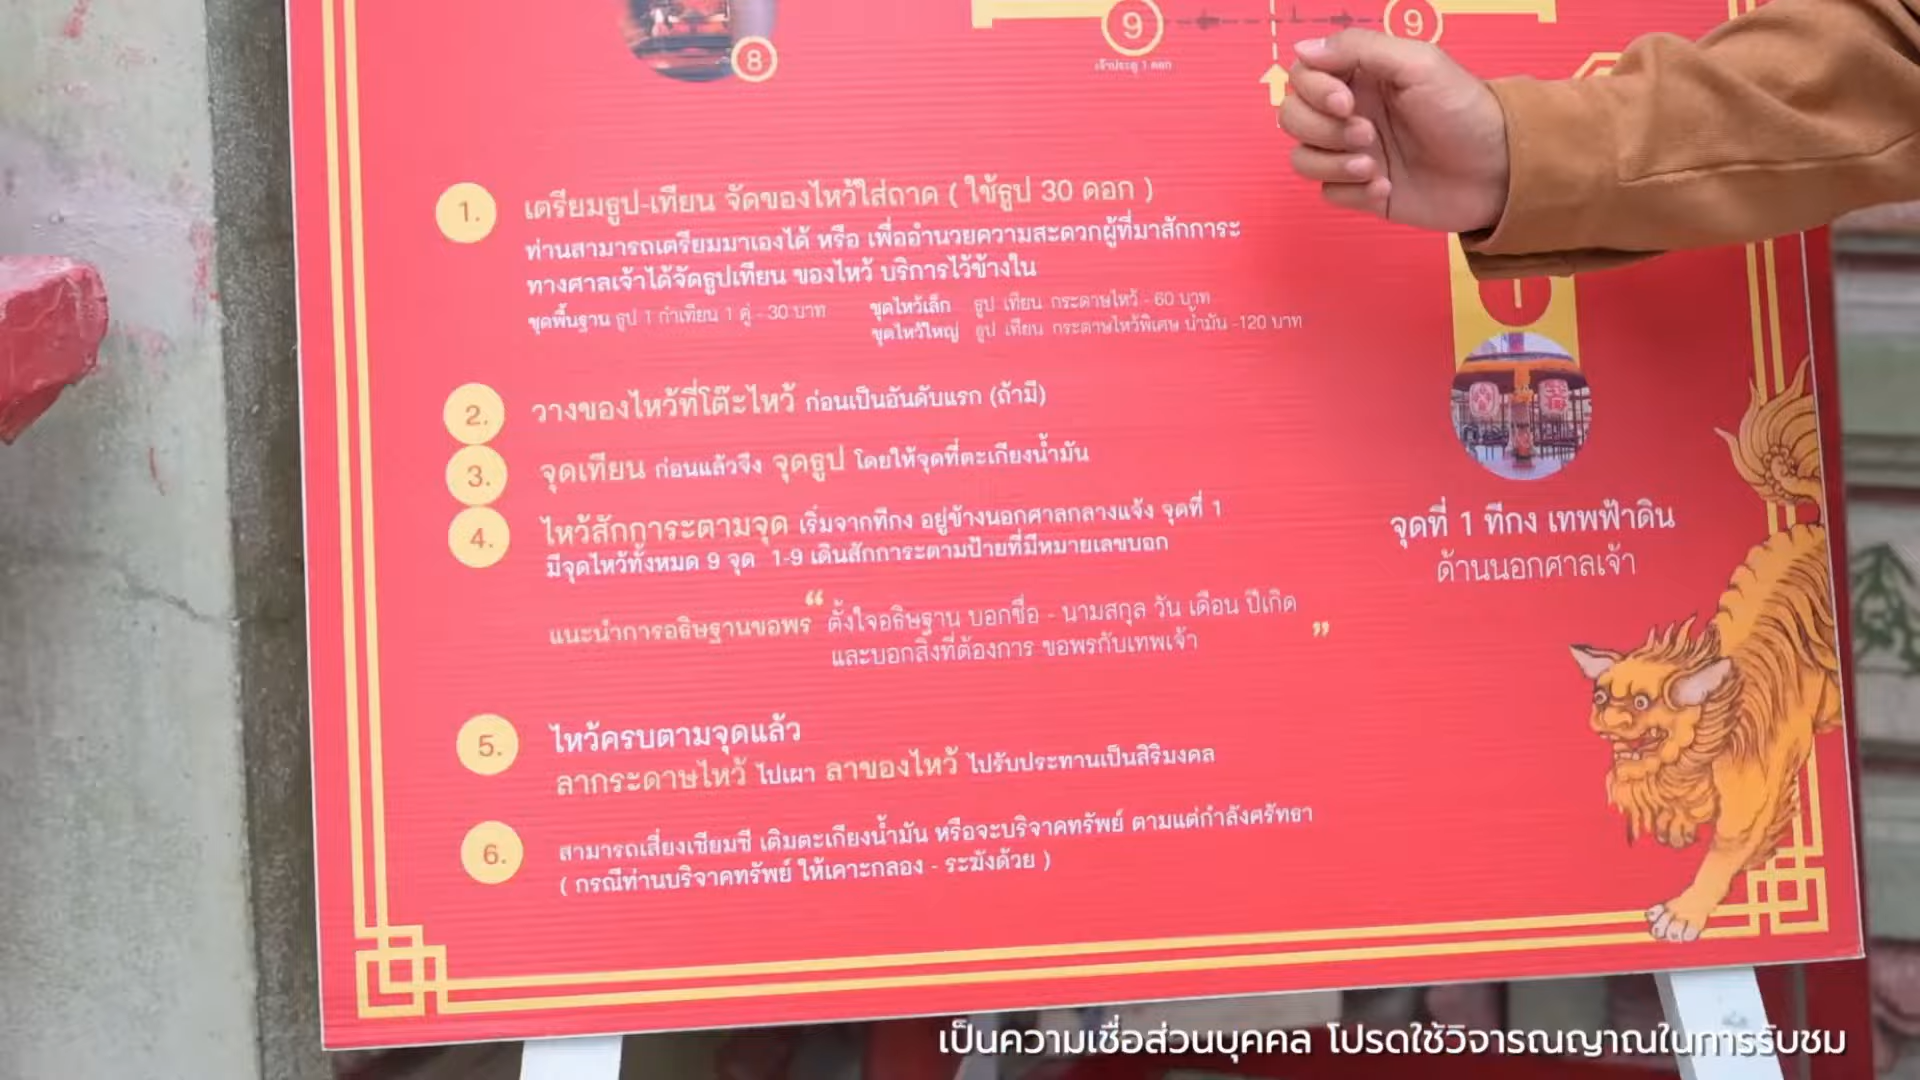 8
9
9
เจ้าประตู 1 ดอก
1. เตรียมธูป-เทียน จัดของไหว้ใส่ถาด ( ใช้ธูป 30 ดอก )
ท่านสามารถเตรียมมาเองได้ หรือ เพื่ออำนวยความสะดวกผู้ที่มาสักการะ
ทางศาลเจ้าได้จัดธูปเทียน ของไหว้ บริการไว้ข้างใน
ชุดพื้นฐาน ธูป 1 กำเทียน 1 คู่ - 30 บาท
ชุดไหว้เล็ก ธูป เทียน กระดาษไหว้ - 60 บาท
ชุดไหว้ใหญ่ ธูป เทียน กระดาษไหว้พิเศษ น้ำมัน -120 บาท
2. วางของไหว้ที่โต๊ะไหว้ ก่อนเป็นอันดับแรก (ถ้ามี)
3. จุดเทียน ก่อนแล้วจึง จุดธูป โดยให้จุดที่ตะเกียงน้ำมัน
4. ไหว้สักการะตามจุด เริ่มจากทีกง อยู่ข้างนอกศาลกลางแจ้ง จุดที่ 1
มีจุดไหว้ทั้งหมด 9 จุด 1-9 เดินสักการะตามป้ายที่มีหมายเลขบอก
แนะนำการอธิษฐานขอพร “ ตั้งใจอธิษฐาน บอกชื่อ - นามสกุล วัน เดือน ปีเกิด
และบอกสิ่งที่ต้องการ ขอพรกับเทพเจ้า ”
5. ไหว้ครบตามจุดแล้ว
ลากระดาษไหว้ ไปเผา ลาของไหว้ ไปรับประทานเป็นสิริมงคล
6. สามารถเสี่ยงเซียมซี เติมตะเกียงน้ำมัน หรือจะบริจาคทรัพย์ ตามแต่กำลังศรัทธา
( กรณีท่านบริจาคทรัพย์ ให้เคาะกลอง - ระฆังด้วย )
1
จุดที่ 1 ทีกง เทพฟ้าดิน
ด้านนอกศาลเจ้า
เป็นความเชื่อส่วนบุคคล โปรดใช้วิจารณญาณในการรับชม